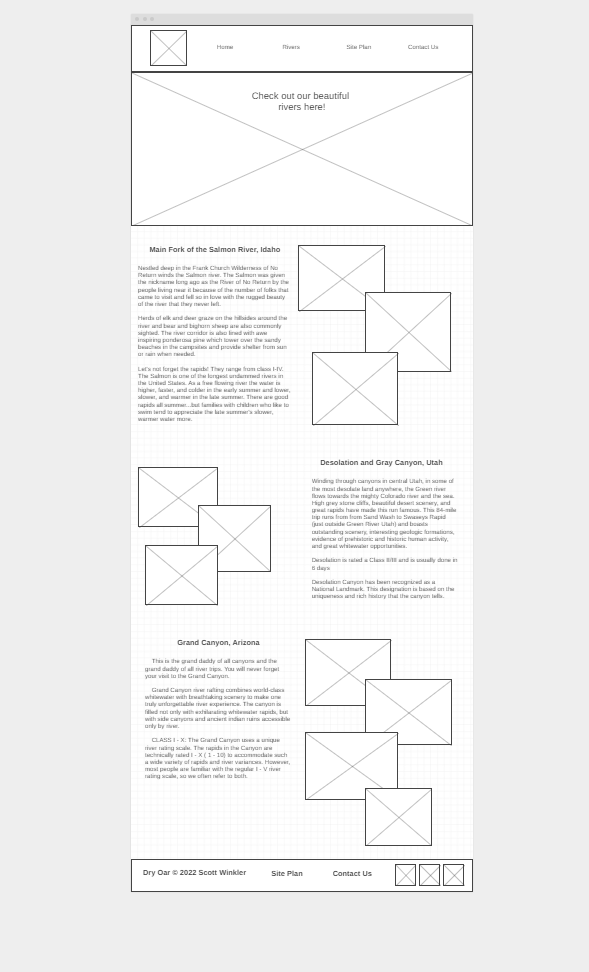 Home Rivers Site Plan Contact Us
Check out our beautiful
rivers here!
Main Fork of the Salmon River, Idaho
Nestled deep in the Frank Church Wilderness of No
Return winds the Salmon river. The Salmon was given
the nickname long ago as the River of No Return by the
people living near it because of the number of folks that
came to visit and fell so in love with the rugged beauty
of the river that they never left.
Herds of elk and deer graze on the hillsides around the
river and bear and bighorn sheep are also commonly
sighted. The river corridor is also lined with awe
inspiring ponderosa pine which tower over the sandy
beaches in the campsites and provide shelter from sun
or rain when needed.
Let's not forget the rapids! They range from class I-IV.
The Salmon is one of the longest undammed rivers in
the United States. As a free flowing river the water is
higher, faster, and colder in the early summer and lower,
slower, and warmer in the late summer. There are good
rapids all summer...but families with children who like to
swim tend to appreciate the late summer's slower,
warmer water more.
Desolation and Gray Canyon, Utah
Winding through canyons in central Utah, in some of
the most desolate land anywhere, the Green river
flows towards the mighty Colorado river and the sea.
High grey stone cliffs, beautiful desert scenery, and
great rapids have made this run famous. This 84-mile
trip runs from from Sand Wash to Swaseys Rapid
(just outside Green River Utah) and boasts
outstanding scenery, interesting geologic formations,
evidence of prehistoric and historic human activity,
and great whitewater opportunities.
Desolation is rated a Class II/III and is usually done in
6 days
Desolation Canyon has been recognized as a
National Landmark. This designation is based on the
uniqueness and rich history that the canyon tells.
Grand Canyon, Arizona
This is the grand daddy of all canyons and the
grand daddy of all river trips. You will never forget
your visit to the Grand Canyon.
Grand Canyon river rafting combines world-class
whitewater with breathtaking scenery to make one
truly unforgettable river experience. The canyon is
filled not only with exhilarating whitewater rapids, but
with side canyons and ancient indian ruins accessible
only by river.
CLASS I - X: The Grand Canyon uses a unique
river rating scale. The rapids in the Canyon are
technically rated I - X ( 1 - 10) to accommodate such
a wide variety of rapids and river variances. However,
most people are familiar with the regular I - V river
rating scale, so we often refer to both.
Dry Oar © 2022 Scott Winkler Site Plan Contact Us